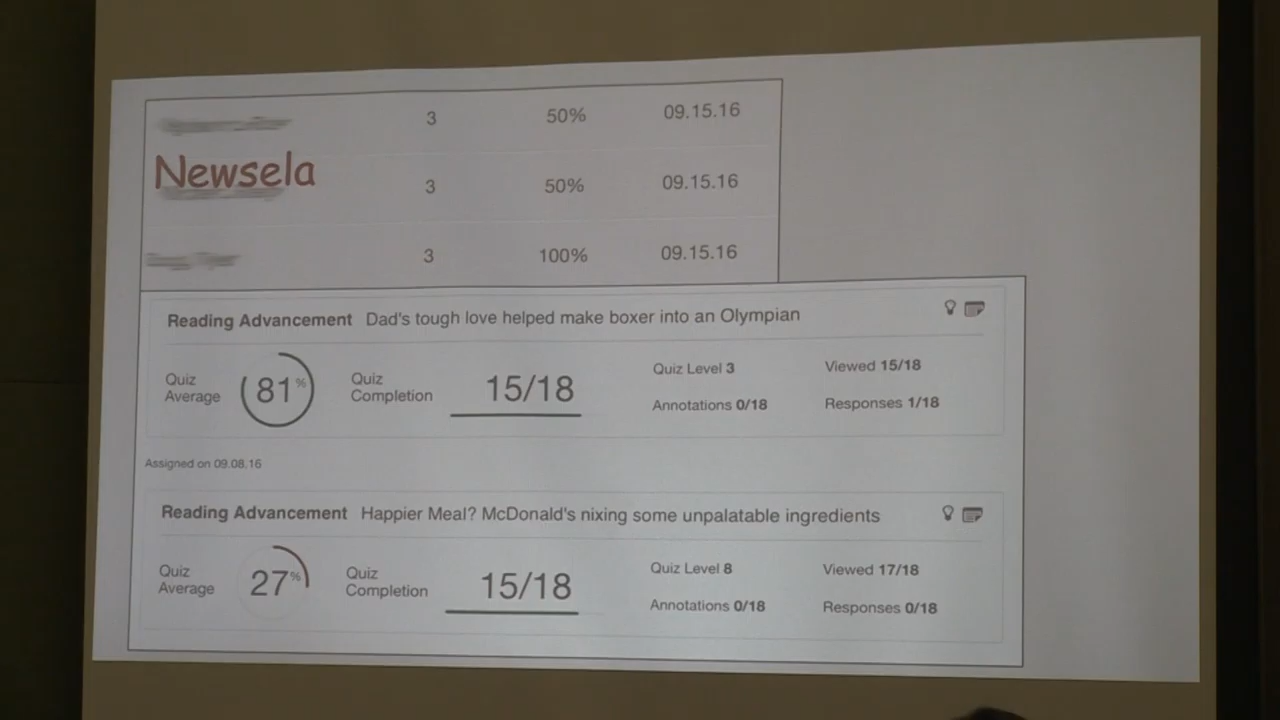 3 50% 09.15.16
Newsela
3 50% 09.15.16
3 100% 09.15.16
Reading Advancement Dad's tough love helped make boxer into an Olympian
Quiz Average 81% Quiz Completion 15/18 Quiz Level 3 Viewed 15/18
Annotations 0/18 Responses 1/18
Assigned on 09.08.16
Reading Advancement Happier Meal? McDonald's nixing some unpalatable ingredients
Quiz Average 27% Quiz Completion 15/18 Quiz Level 8 Viewed 17/18
Annotations 0/18 Responses 0/18